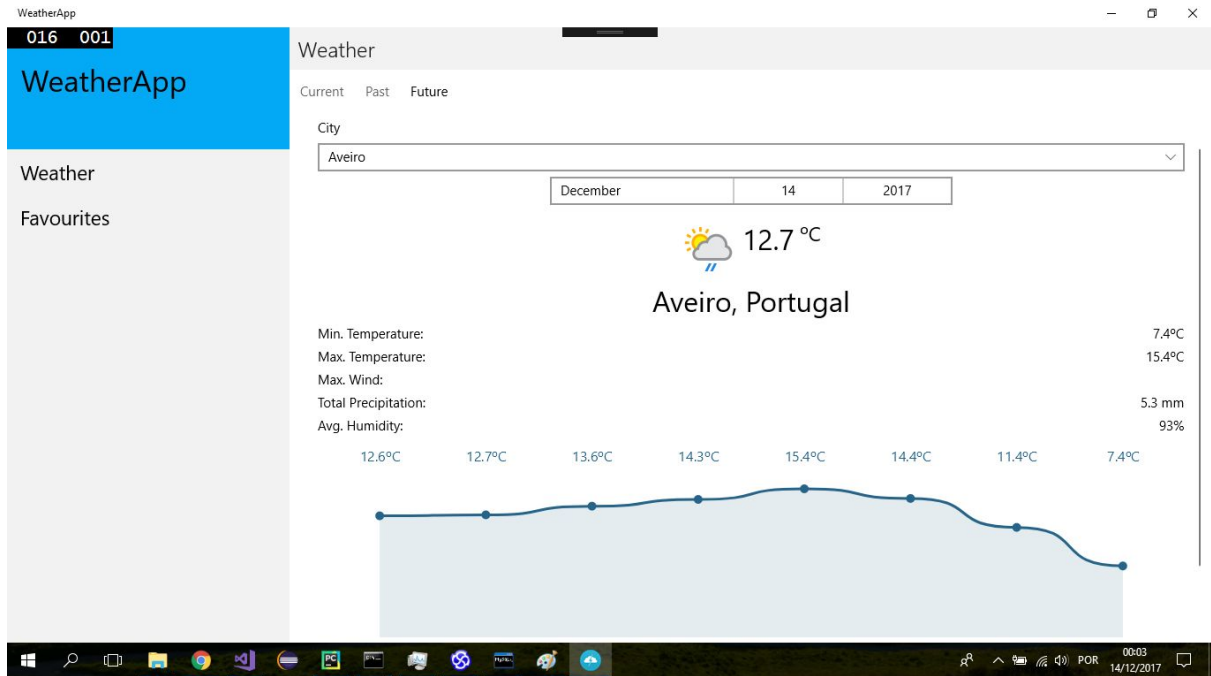 WeatherApp
016 001
WeatherApp
Weather
Favourites
Weather
Current Past Future
City
Aveiro
December 14 2017
12.7 ºC
Aveiro, Portugal
Min. Temperature: 7.4ºC
Max. Temperature: 15.4ºC
Max. Wind:
Total Precipitation: 5.3 mm
Avg. Humidity: 93%
12.6ºC 12.7ºC 13.6ºC 14.3ºC 15.4ºC 14.4ºC 11.4ºC 7.4ºC
PC
POR
00:03
14/12/2017